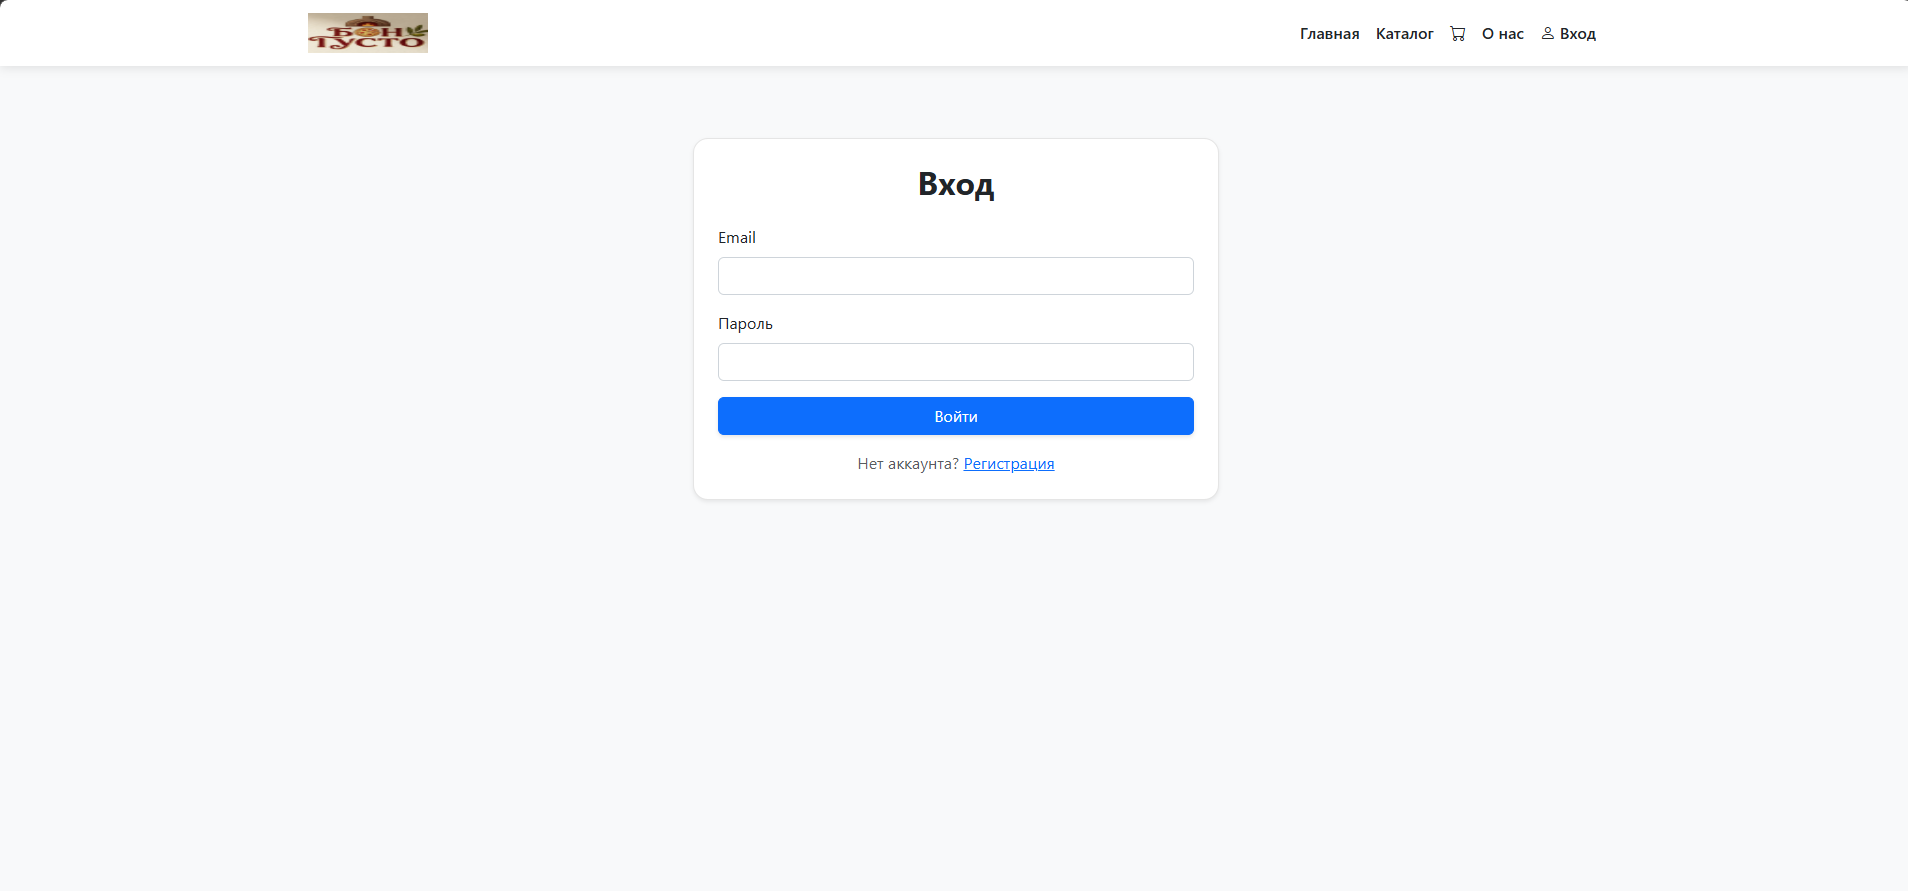 БОН
ГУСТО
Главная Каталог О нас Вход
Вход
Email
Пароль
Войти
Нет аккаунта? Регистрация